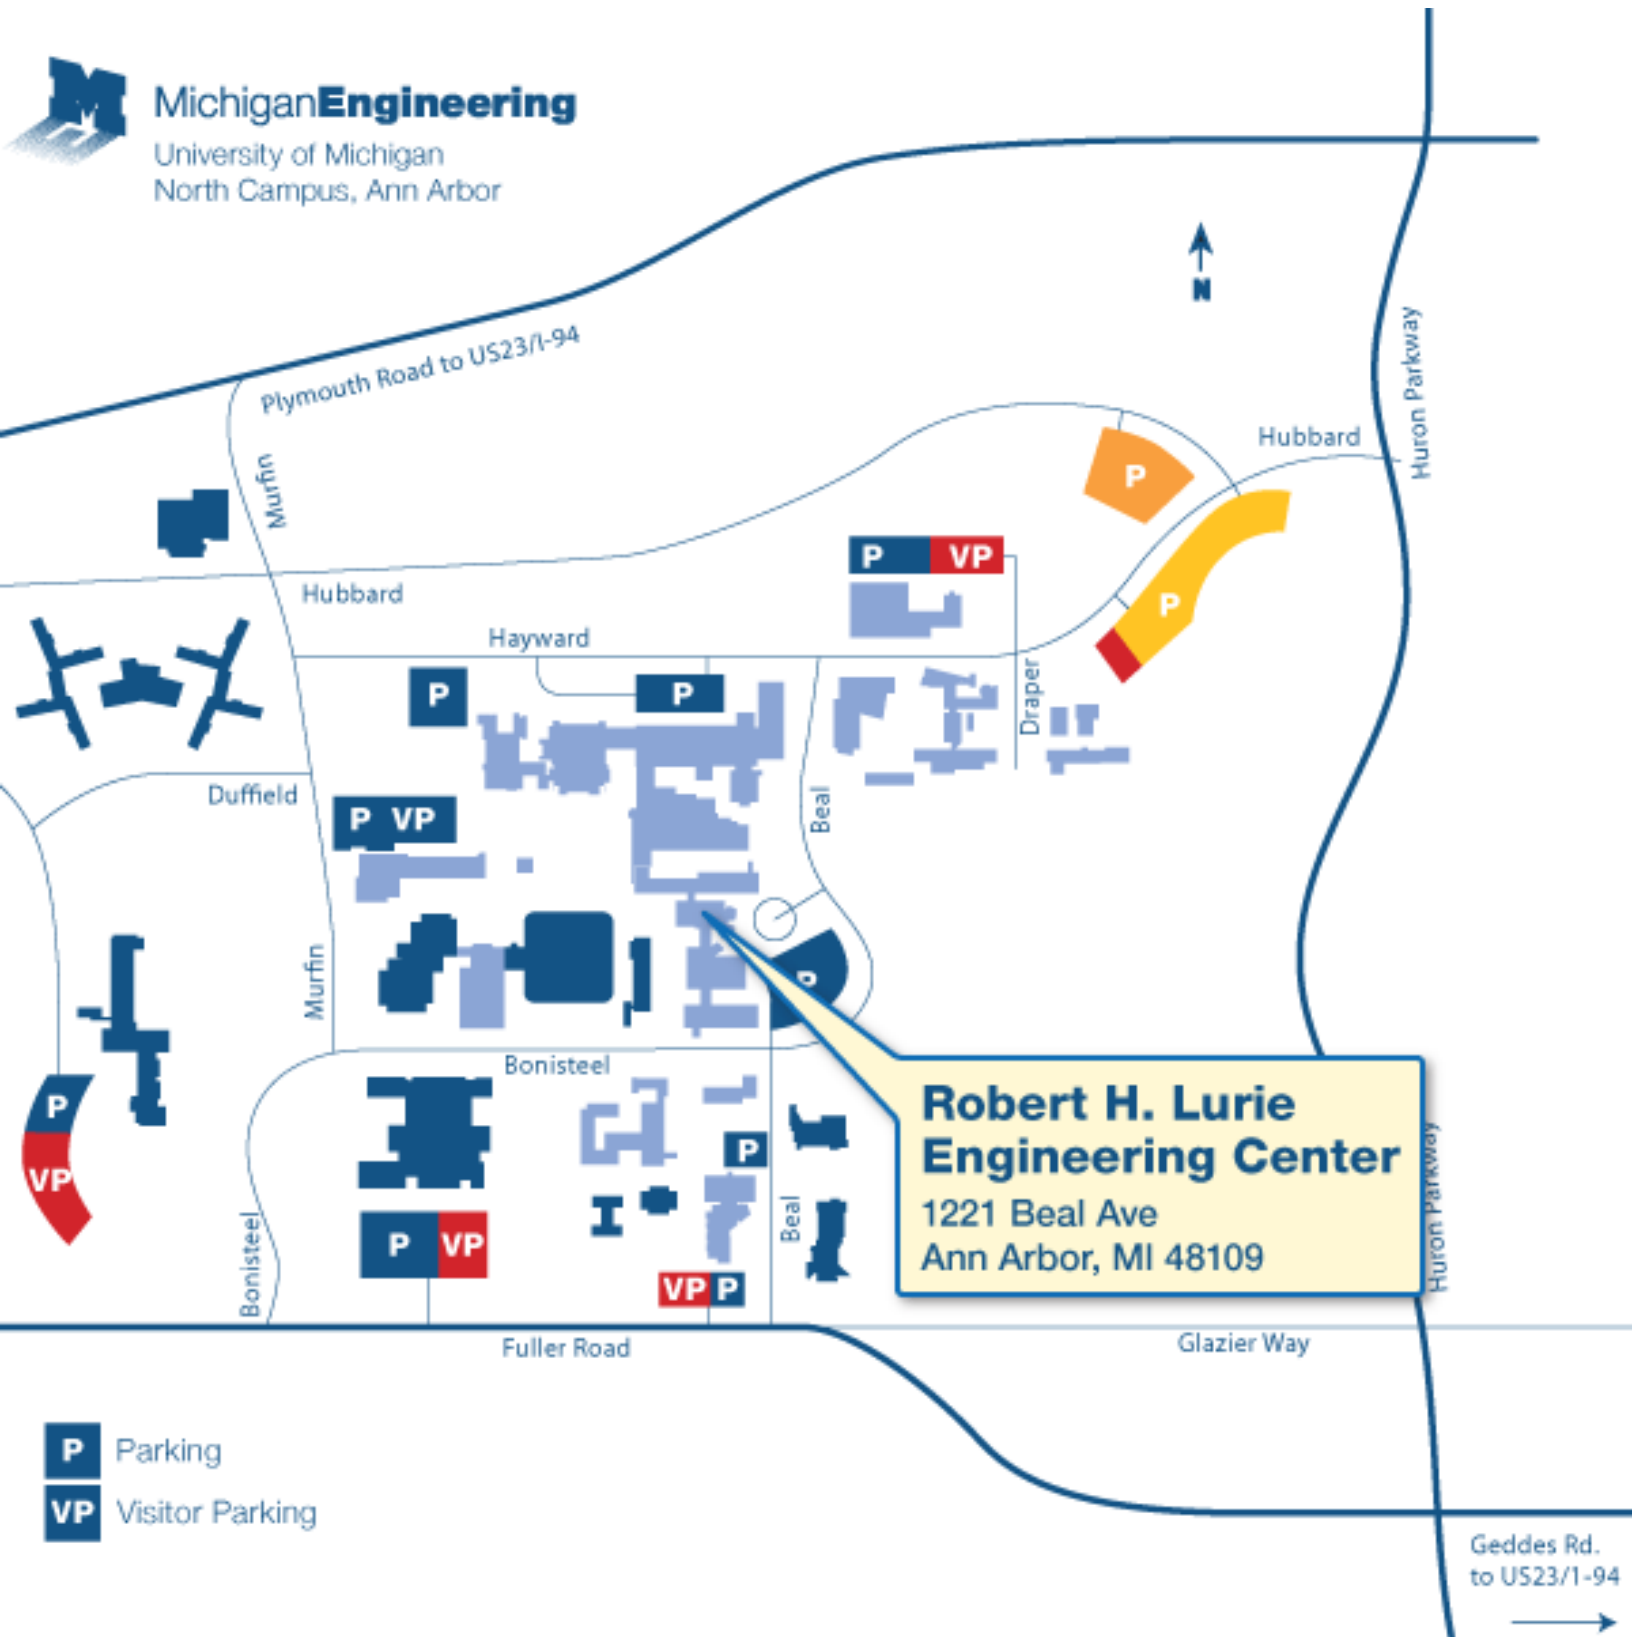 M
MichiganEngineering
University of Michigan
North Campus, Ann Arbor
N
Plymouth Road to US23/I-94
Huron Parkway
Hubbard
Murfin
P
P VP
P
Hubbard
Hayward
P
P
Draper
Duffield
P VP
Beal
Murfin
P
Bonisteel
Robert H. Lurie
Engineering Center
1221 Beal Ave
Ann Arbor, MI 48109
P
VP
P
Beal
Huron Parkway
Bonisteel
P VP
VP P
Fuller Road
Glazier Way
P Parking
VP Visitor Parking
Geddes Rd.
to US23/1-94